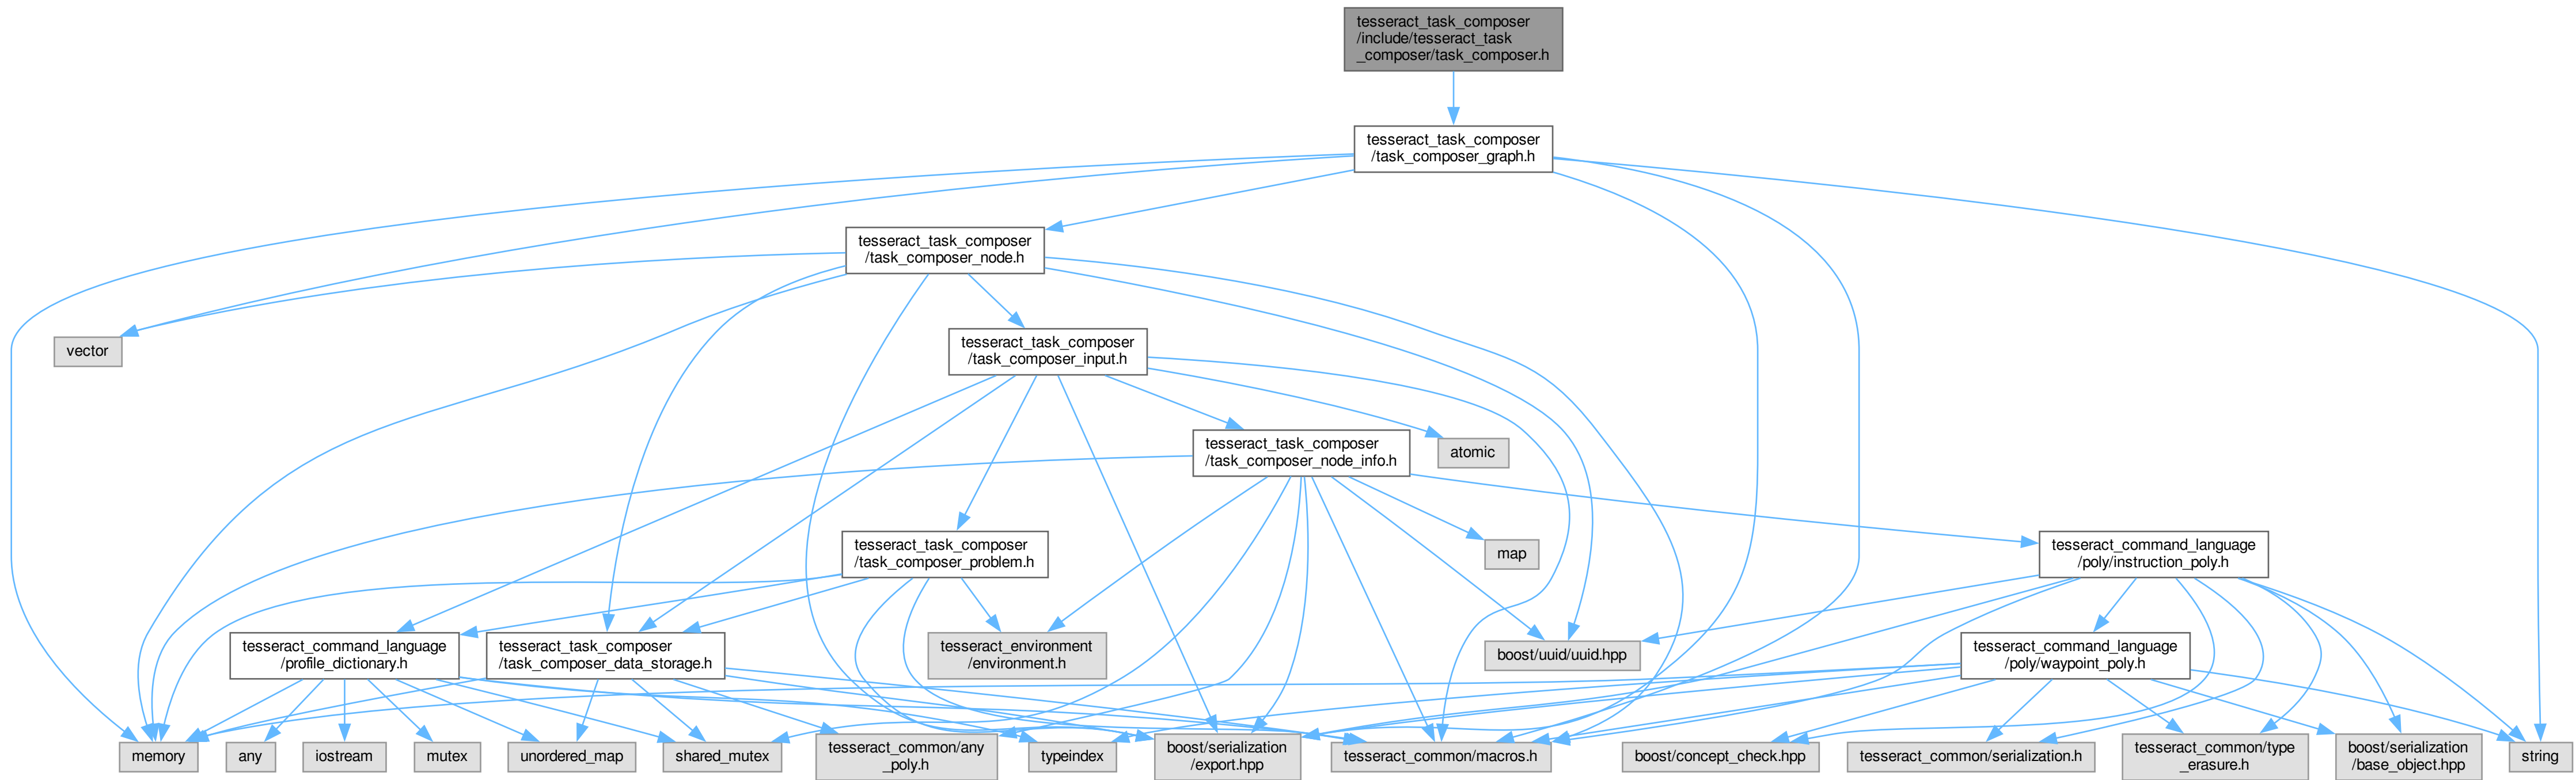 tesseract_task_composer
/include/tesseract_task
_composer/task_composer.h
tesseract_task_composer
/task_composer_graph.h
tesseract_task_composer
/task_composer_node.h
vector
tesseract_task_composer
/task_composer_input.h
tesseract_task_composer
/task_composer_node_info.h
atomic
tesseract_task_composer
/task_composer_problem.h
map
tesseract_command_language
/poly/instruction_poly.h
tesseract_command_language
/profile_dictionary.h
tesseract_task_composer
/task_composer_data_storage.h
tesseract_environment
/environment.h
boost/uuid/uuid.hpp
tesseract_command_language
/poly/waypoint_poly.h
memory
any
iostream
mutex
unordered_map
shared_mutex
tesseract_common/any
_poly.h
typeindex
boost/serialization
/export.hpp
tesseract_common/macros.h
boost/concept_check.hpp
tesseract_common/serialization.h
tesseract_common/type
_erasure.h
boost/serialization
/base_object.hpp
string